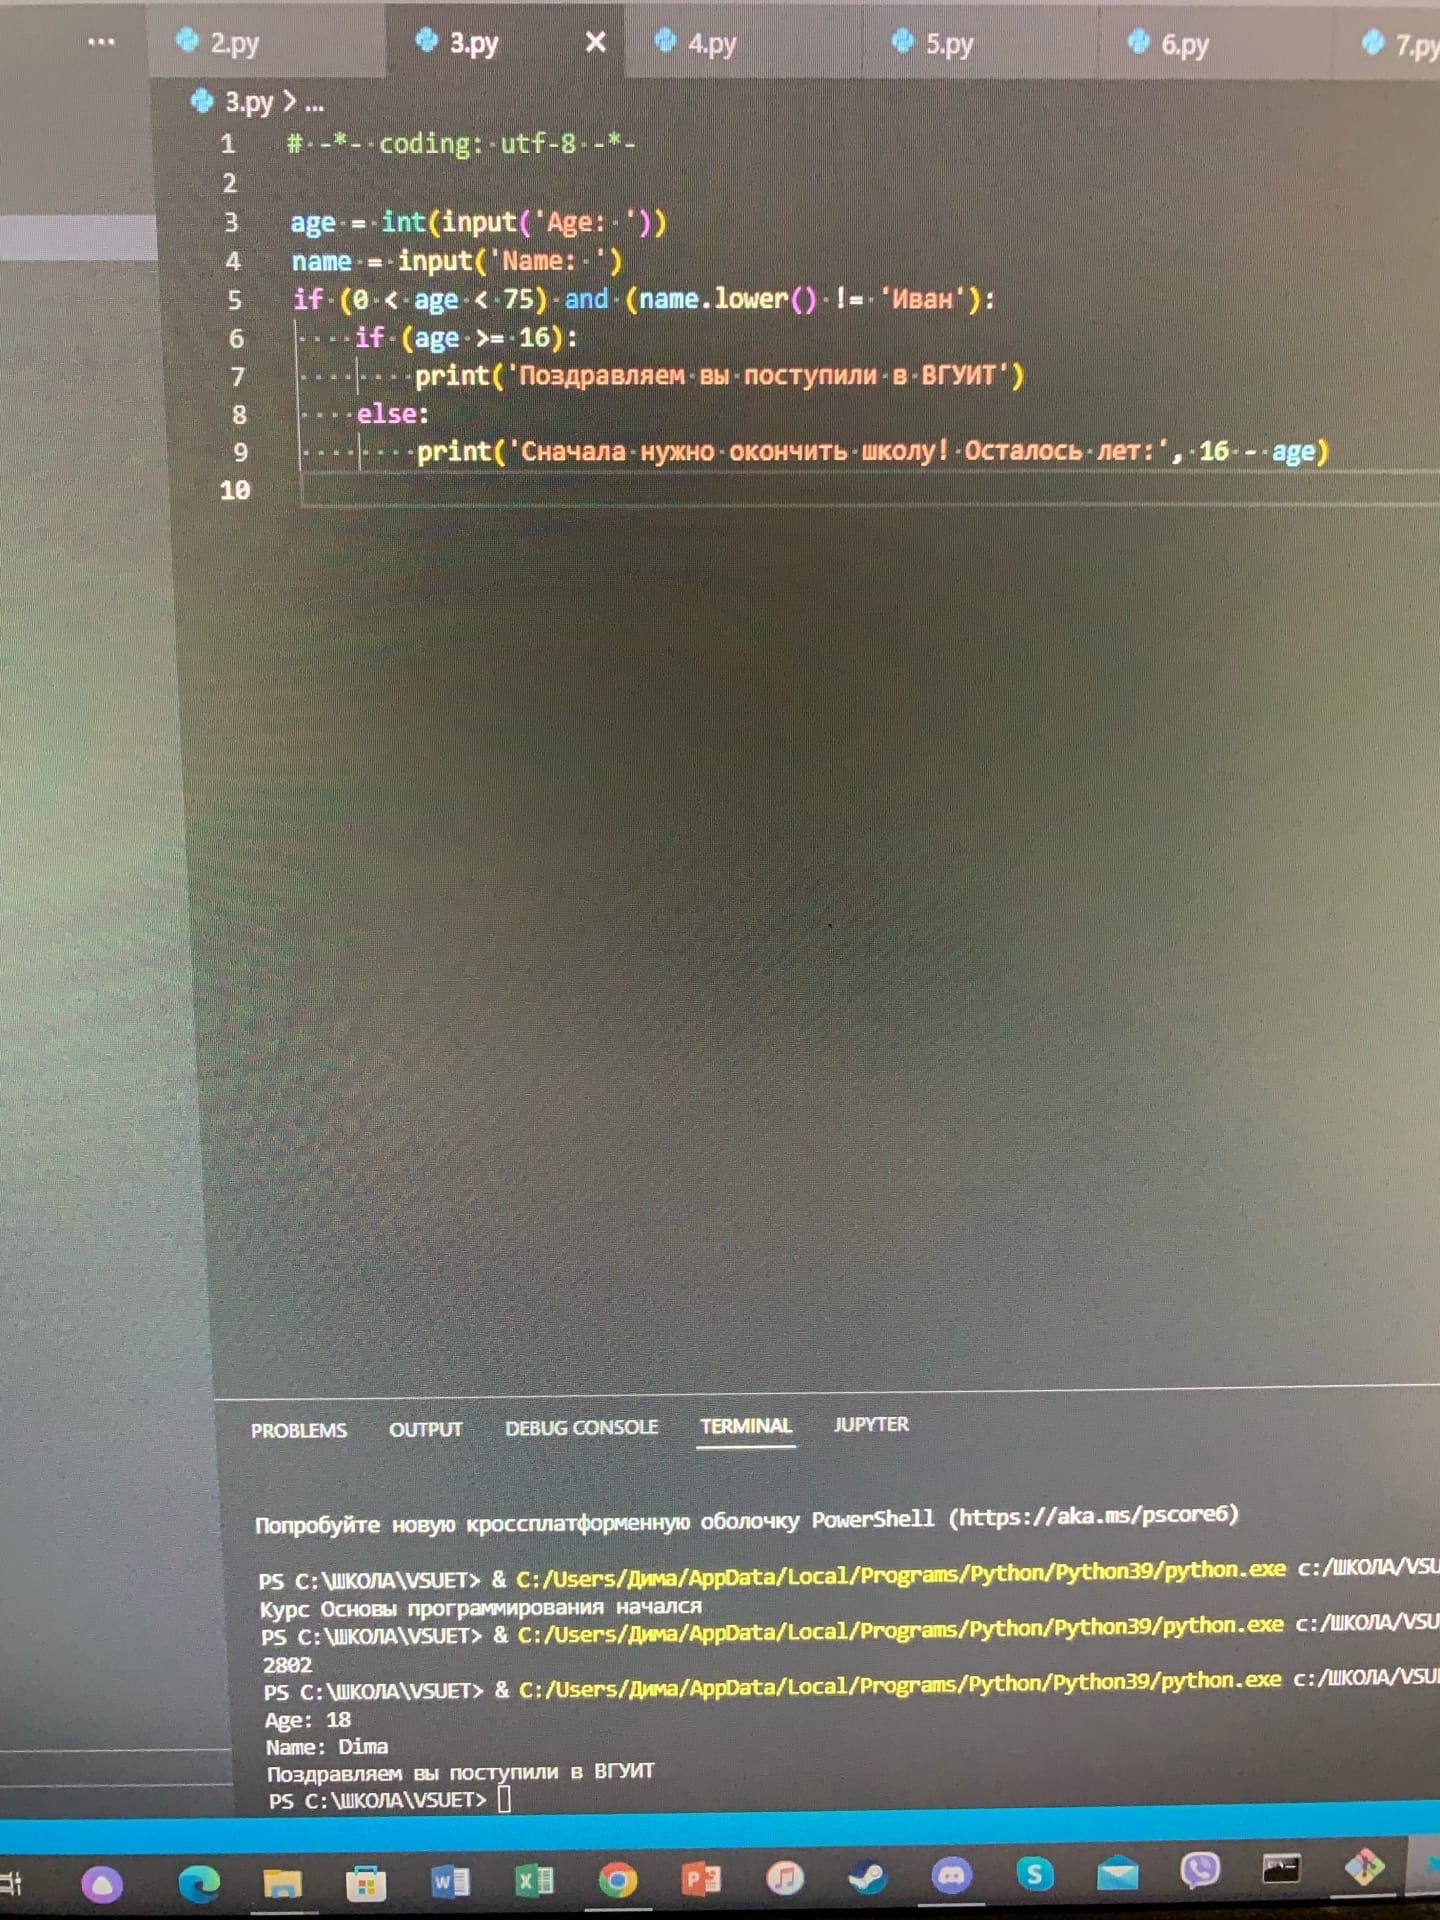 ... 2.py 3.py × 4.py 5.py 6.py 7.py
3.py > ...
1 # -*- coding: utf-8 -*-
2
3 age = int(input('Age: '))
4 name = input('Name: ')
5 if (0 < age < 75) and (name.lower() != 'Иван'):
6 if (age >= 16):
7 print('Поздравляем вы поступили в ВГУИТ')
8 else:
9 print('Сначала нужно окончить школу! Осталось лет:', 16 - age)
10
PROBLEMS OUTPUT DEBUG CONSOLE TERMINAL JUPYTER
Попробуйте новую кроссплатформенную оболочку PowerShell (https://aka.ms/pscore6)
PS C:\ШКОЛА\VSUET> & C:/Users/Дима/AppData/Local/Programs/Python/Python39/python.exe c:/ШКОЛА/VSU
Курс Основы программирования начался
PS C:\ШКОЛА\VSUET> & C:/Users/Дима/AppData/Local/Programs/Python/Python39/python.exe c:/ШКОЛА/VSU
2802
PS C:\ШКОЛА\VSUET> & C:/Users/Дима/AppData/Local/Programs/Python/Python39/python.exe c:/ШКОЛА/VSU
Age: 18
Name: Dima
Поздравляем вы поступили в ВГУИТ
PS C:\ШКОЛА\VSUET>